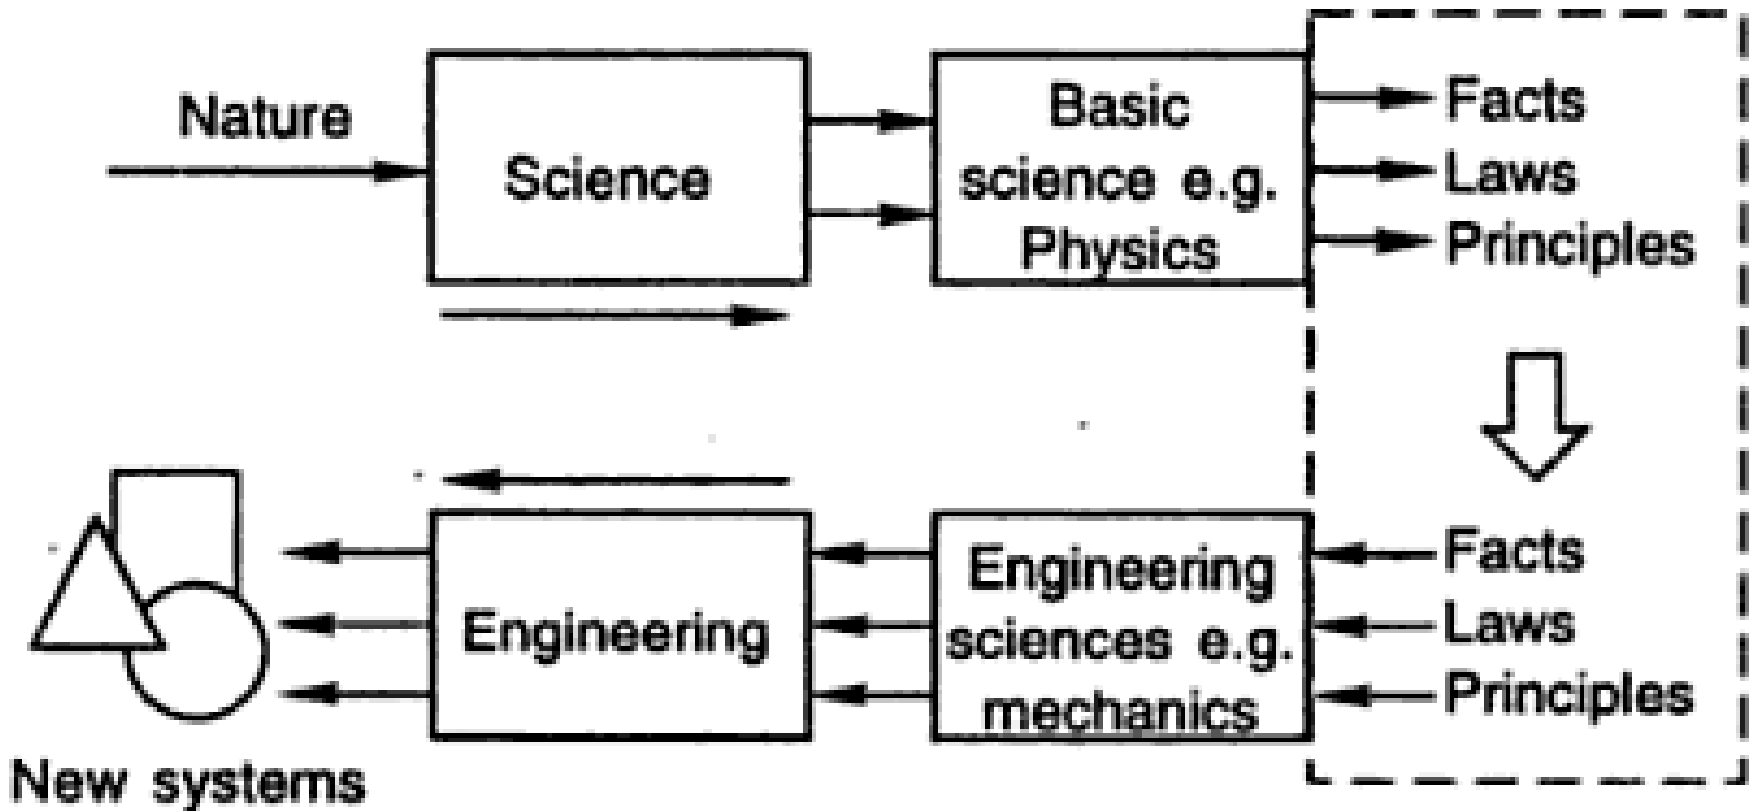 Nature
Science
Basic
science e.g.
Physics
Facts
Laws
Principles
New systems
Engineering
Engineering
sciences e.g.
mechanics
Facts
Laws
Principles